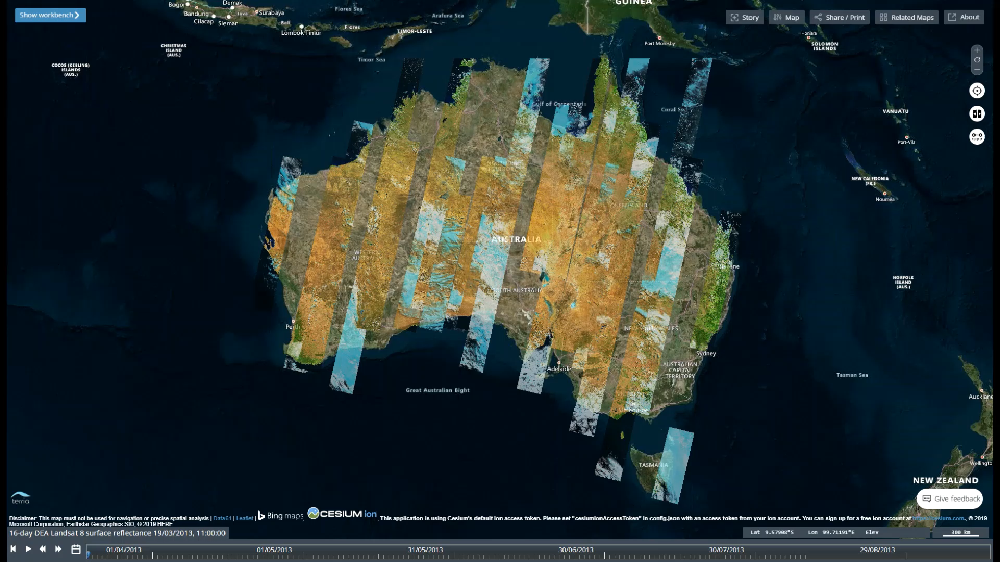 Show workbench
Story
Map
Share / Print
Related Maps
About
GUINEA
Bogor
Demak
Bandung
Java
Surabaya
Cilacap
Sleman
Bali
Lombok Timur
Flores Sea
Flores
Arafura Sea
TIMOR-LESTE
Port Moresby
Honiara
SOLOMON
ISLANDS
CHRISTMAS
ISLAND
(AUS.)
COCOS (KEELING)
ISLANDS
(AUS.)
Timor Sea
Gulf of Carpentaria
Coral Se
VANUATU
Port-Vila
NORTHERN
TERRITORY
NEW CALEDONIA
(FR.)
Nouméa
QUEENSLAND
AUSTRALIA
WESTERN
AUSTRALIA
isbane
SOUTH AUSTRALIA
NORFOLK
ISLAND
(AUS.)
Perth
NEW SOUTH WALES
Sydney
Adelaide
AUSTRALIAN
CAPITAL
TERRITORY
Tasman Sea
Great Australian Bight
VICTORIA
Melbourne
Auckland
TASMANIA
Wellington
NEW ZEALAND
Give feedback
terria
Disclaimer: This map must not be used for navigation or precise spatial analysis | Data61 | Leaflet | Bing maps, CESIUM ion, This application is using Cesium's default ion access token. Please set "cesiumIonAccessToken" in config.json with an access token from your ion account. You can sign up for a free ion account at https://cesium.com., © 2019
Microsoft Corporation, Earthstar Geographics SIO, © 2019 HERE
16-day DEA Landsat 8 surface reflectance 19/03/2013, 11:00:00
Lat 9.57908°S Lon 99.71191°E Elev
300 km
01/04/2013 01/05/2013 31/05/2013 30/06/2013 30/07/2013 29/08/2013